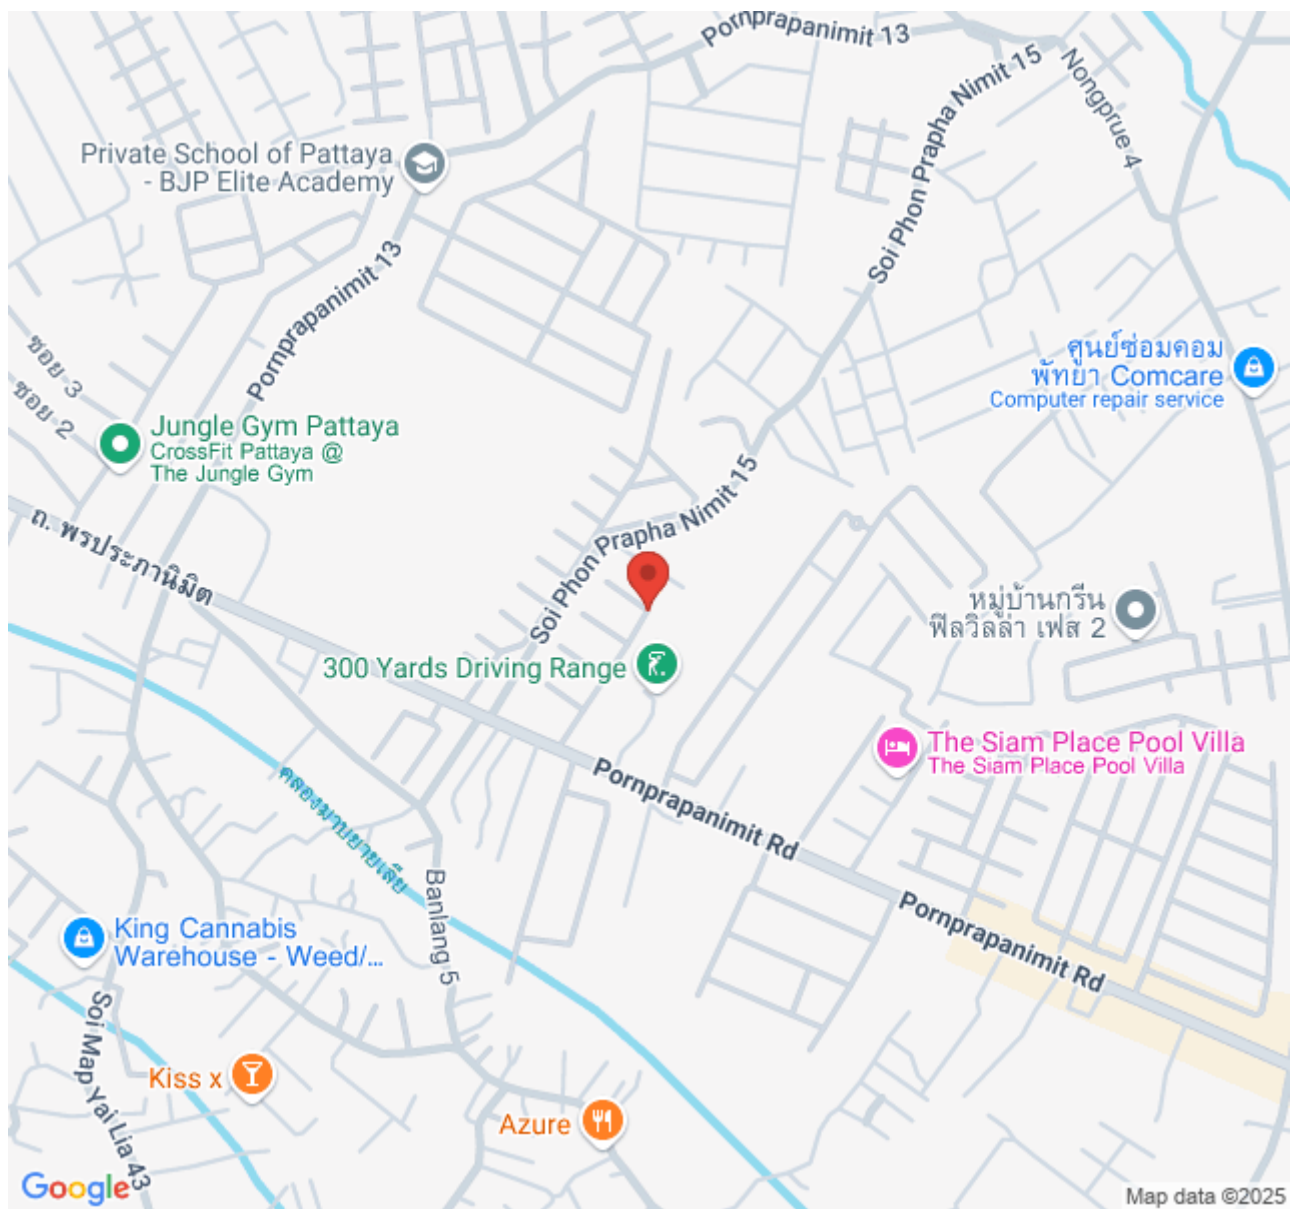 Pornprapanimit 13
Soi Phon Prapha Nimit 15
Nongprue 4
Private School of Pattaya
- BJP Elite Academy
Pornprapanimit 13
ซอย 3
ซอย 2
ศูนย์ซ่อมคอม
พัทยา Comcare
Computer repair service
Jungle Gym Pattaya
CrossFit Pattaya @
The Jungle Gym
ถ. พรประภานิมิต
Soi Phon Prapha Nimit 15
หมู่บ้านกรีน
ฟิลวิลล่า เฟส 2
300 Yards Driving Range
The Siam Place Pool Villa
The Siam Place Pool Villa
Pornprapanimit Rd
คลองมาบยายเลีย
Banlang 5
Pornprapanimit Rd
King Cannabis
Warehouse - Weed/...
Soi Map Yai Lia 43
Kiss x
Azure
Google
Map data ©2025